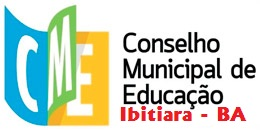 CME
Conselho
Municipal de
Educação
Ibitiara - BA